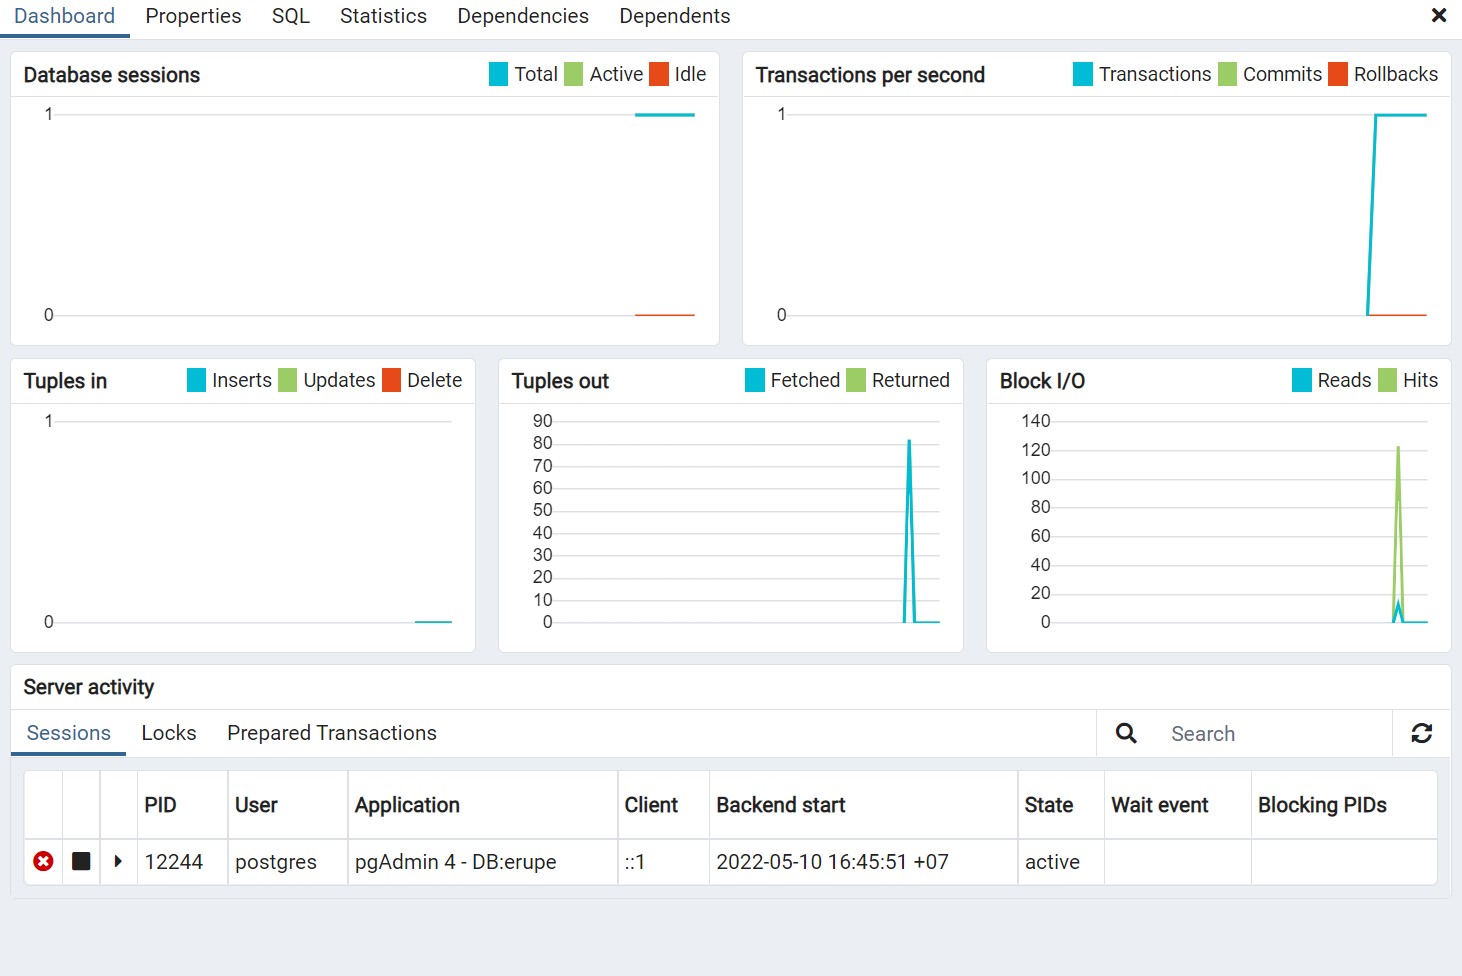 Dashboard Properties SQL Statistics Dependencies Dependents
Database sessions Total Active Idle
1
0
Transactions per second Transactions Commits Rollbacks
1
0
Tuples in Inserts Updates Delete
1
0
Tuples out Fetched Returned
90
80
70
60
50
40
30
20
10
0
Block I/O Reads Hits
140
120
100
80
60
40
20
0
Server activity
Sessions Locks Prepared Transactions Search
PID User Application Client Backend start State Wait event Blocking PIDs
12244 postgres pgAdmin 4 - DB:erupe ::1 2022-05-10 16:45:51 +07 active